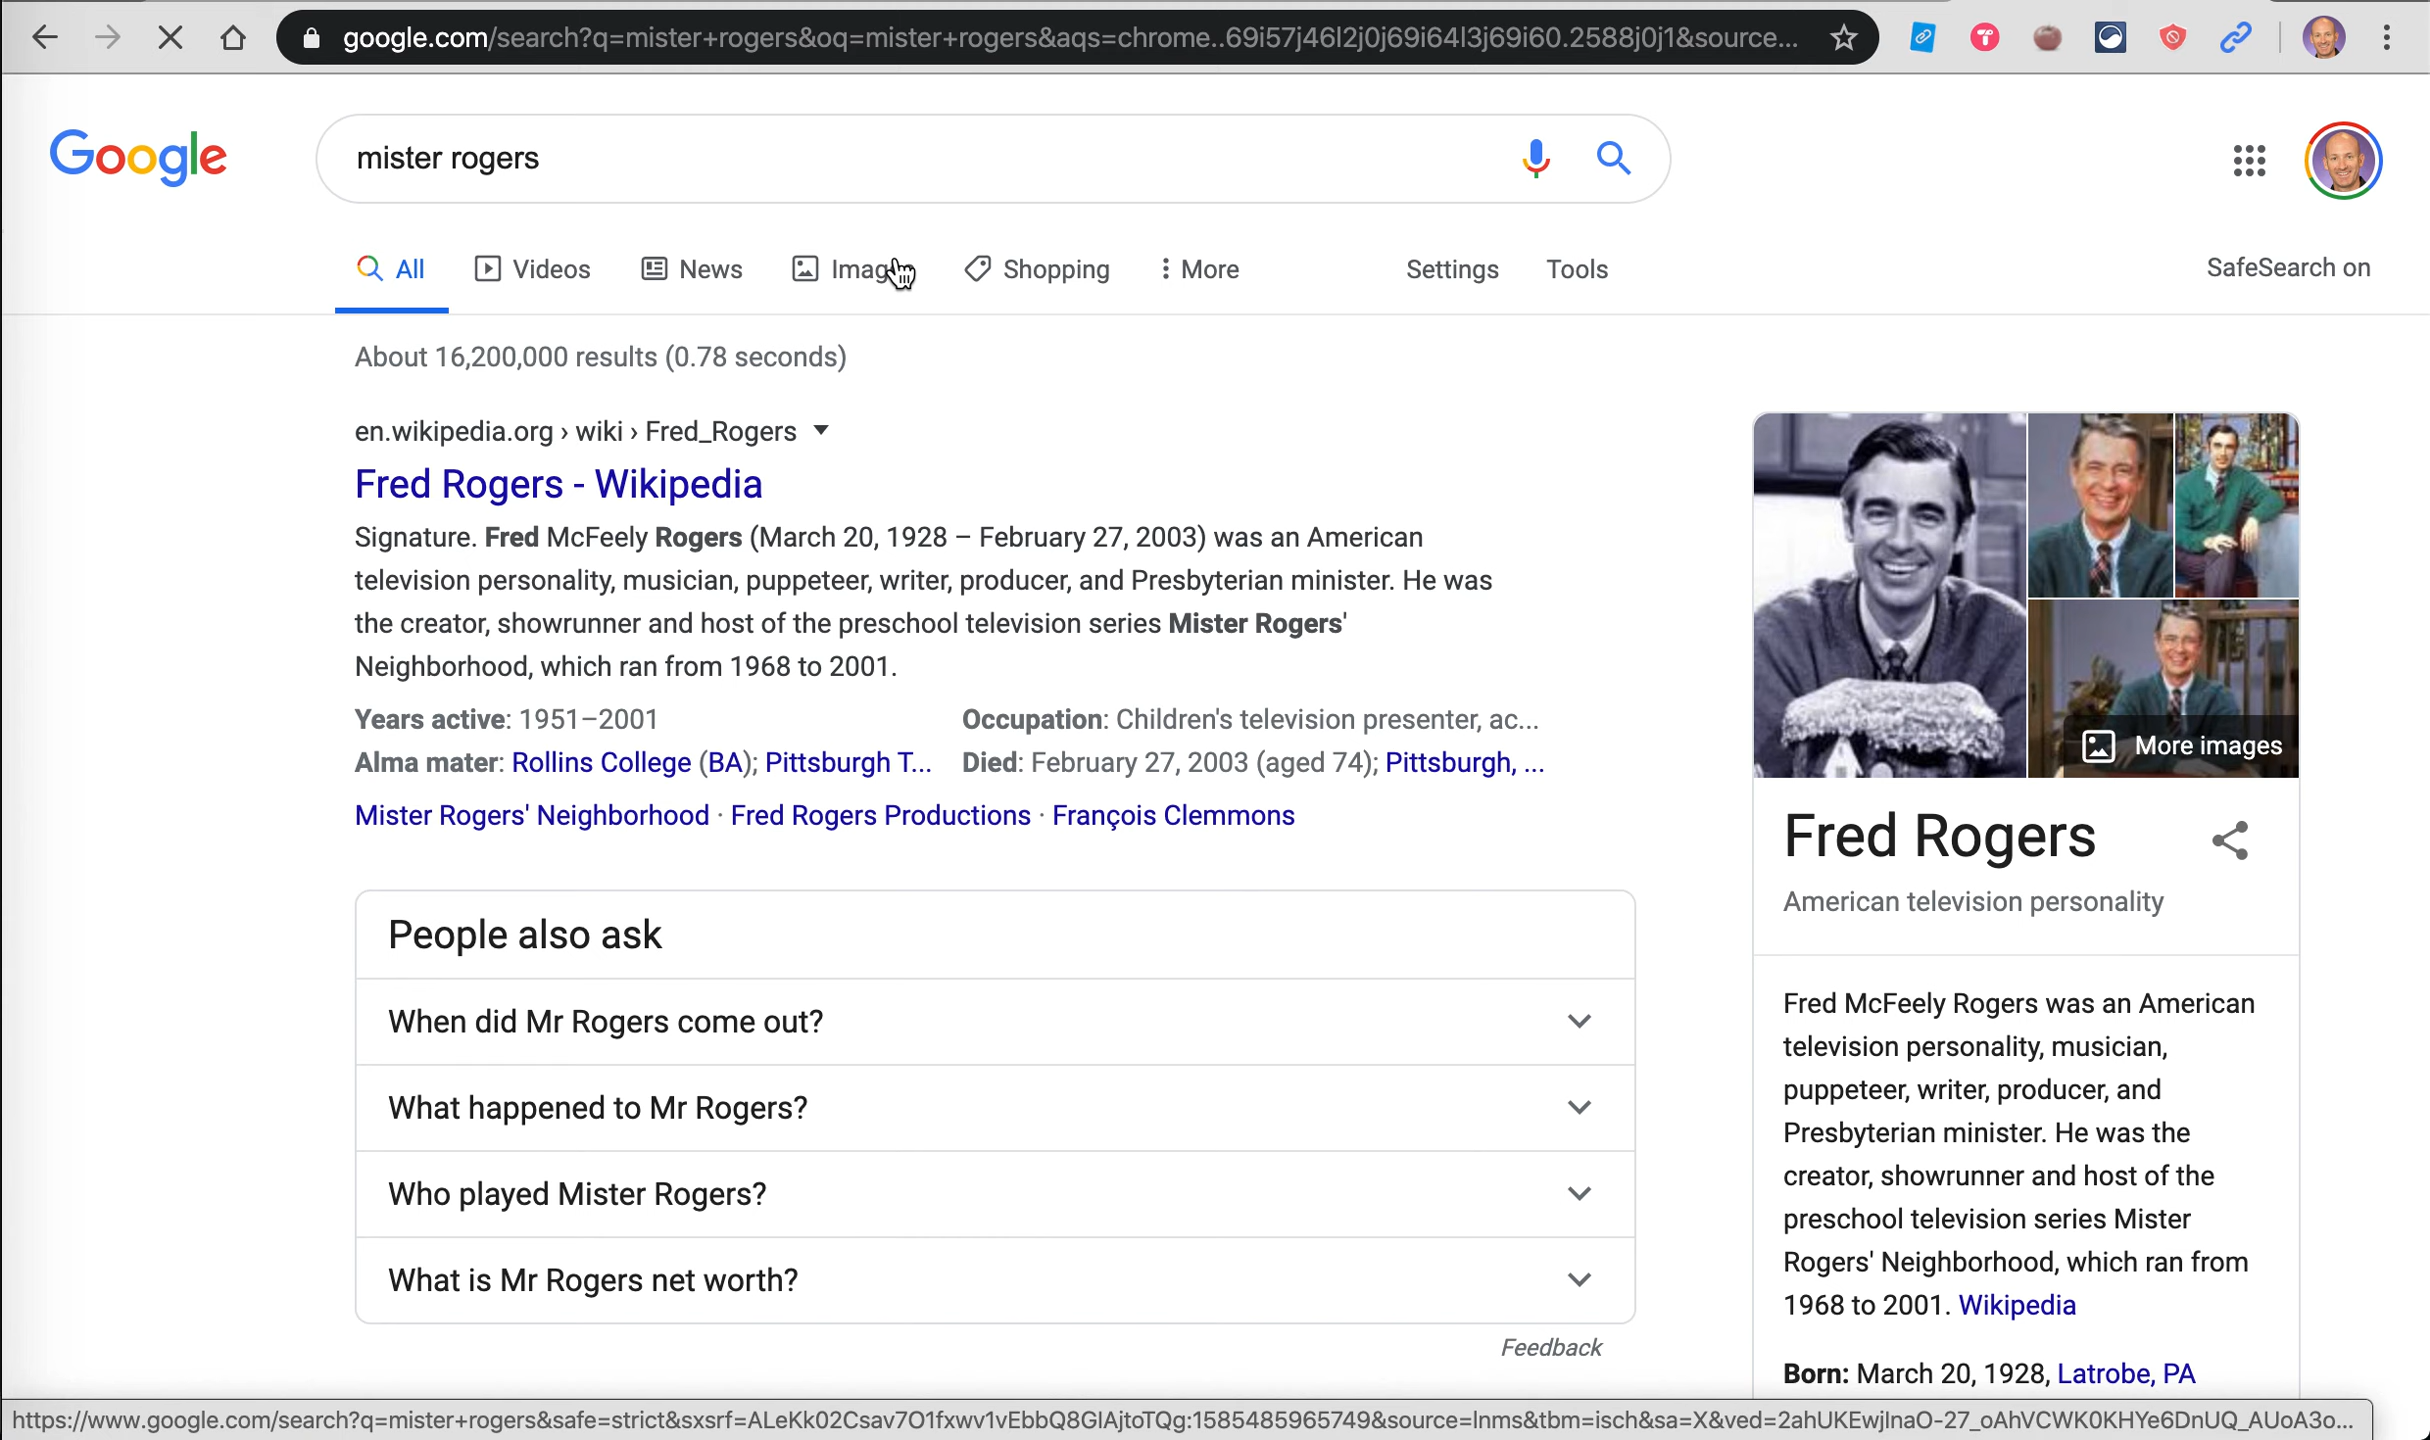 google.com/search?q=mister+rogers&oq=mister+rogers&aqs=chrome..69i57j46l2j0j69i64l3j69i60.2588j0j1&source...
Google
mister rogers
All Videos News Imag Shopping More Settings Tools SafeSearch on
About 16,200,000 results (0.78 seconds)
en.wikipedia.org › wiki › Fred_Rogers
Fred Rogers - Wikipedia
Signature. Fred McFeely Rogers (March 20, 1928 – February 27, 2003) was an American
television personality, musician, puppeteer, writer, producer, and Presbyterian minister. He was
the creator, showrunner and host of the preschool television series Mister Rogers'
Neighborhood, which ran from 1968 to 2001.
Years active: 1951–2001
Occupation: Children's television presenter, ac...
Alma mater: Rollins College (BA); Pittsburgh T...
Died: February 27, 2003 (aged 74); Pittsburgh, ...
Mister Rogers' Neighborhood · Fred Rogers Productions · François Clemmons
People also ask
When did Mr Rogers come out?
What happened to Mr Rogers?
Who played Mister Rogers?
What is Mr Rogers net worth?
Feedback
More images
Fred Rogers
American television personality
Fred McFeely Rogers was an American
television personality, musician,
puppeteer, writer, producer, and
Presbyterian minister. He was the
creator, showrunner and host of the
preschool television series Mister
Rogers' Neighborhood, which ran from
1968 to 2001. Wikipedia
Born: March 20, 1928, Latrobe, PA
https://www.google.com/search?q=mister+rogers&safe=strict&sxsrf=ALeKk02Csav7O1fxwv1vEbbQ8GlAjtoTQg:1585485965749&source=lnms&tbm=isch&sa=X&ved=2ahUKEwjlnaO-27_oAhVCWK0KHYe6DnUQ_AUoA3o...